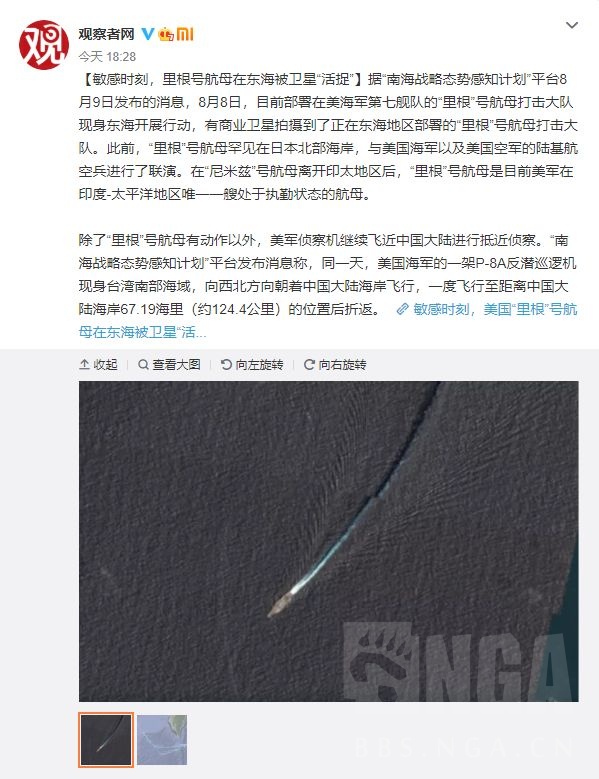 观
观察者网 V
今天 18:28
【敏感时刻，里根号航母在东海被卫星“活捉”】据“南海战略态势感知计划”平台8
月9日发布的消息，8月8日，目前部署在美海军第七舰队的“里根”号航母打击大队
现身东海开展行动，有商业卫星拍摄到了正在东海地区部署的“里根”号航母打击大
队。此前，“里根”号航母罕见在日本北部海岸，与美国海军以及美国空军的陆基航
空兵进行了联演。在“尼米兹”号航母离开印太地区后，“里根”号航母是目前美军在
印度-太平洋地区唯一一艘处于执勤状态的航母。
除了“里根”号航母有动作以外，美军侦察机继续飞近中国大陆进行抵近侦察。“南
海战略态势感知计划”平台发布消息称，同一天，美国海军的一架P-8A反潜巡逻机
现身台湾南部海域，向西北方向朝着中国大陆海岸飞行，一度飞行至距离中国大
陆海岸67.19海里（约124.4公里）的位置后折返。 敏感时刻，美国“里根”号航
母在东海被卫星“活...
收起 查看大图 向左旋转 向右旋转
NGA
BBS.NGA.CN